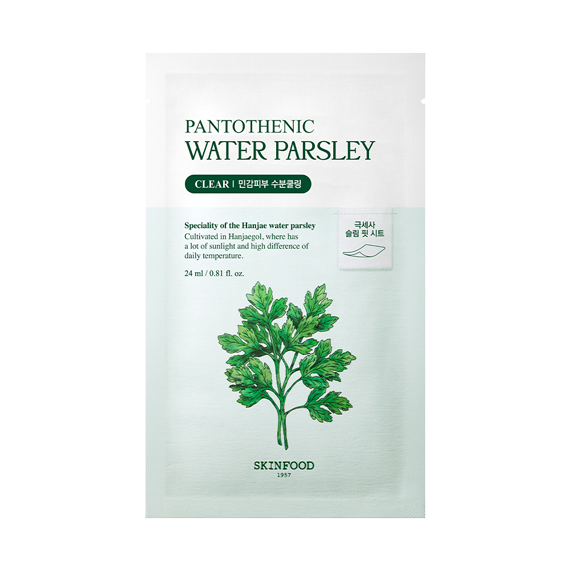 PANTOTHENIC
WATER PARSLEY
CLEAR | 민감피부 수분쿨링
Speciality of the Hanjae water parsley
Cultivated in Hanjaegol, where has
a lot of sunlight and high difference of
daily temperature.
24 ml / 0.81 fl. oz.
극세사
슬림 핏 시트
SKINFOOD
1957